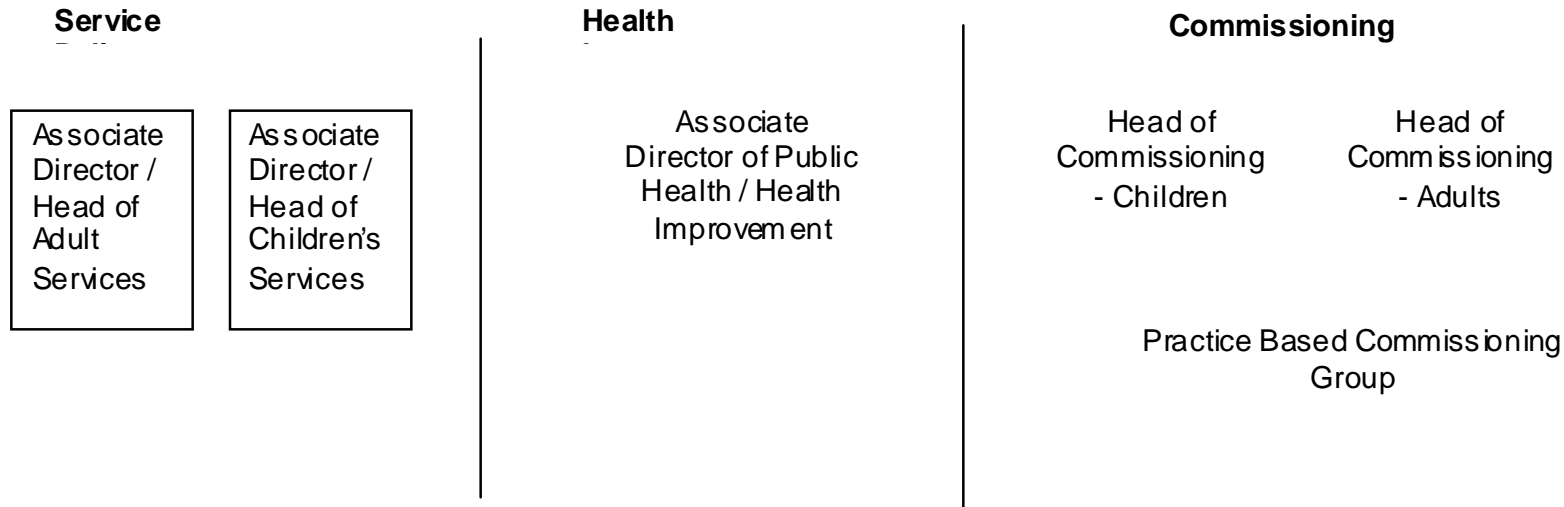 Service
Health
Commissioning
Associate
Director /
Head of
Adult
Services
Associate
Director /
Head of
Children's
Services
Associate
Director of Public
Health / Health
Improvement
Head of
Commissioning
- Children
Head of
Commissioning
- Adults
Practice Based Commissioning
Group